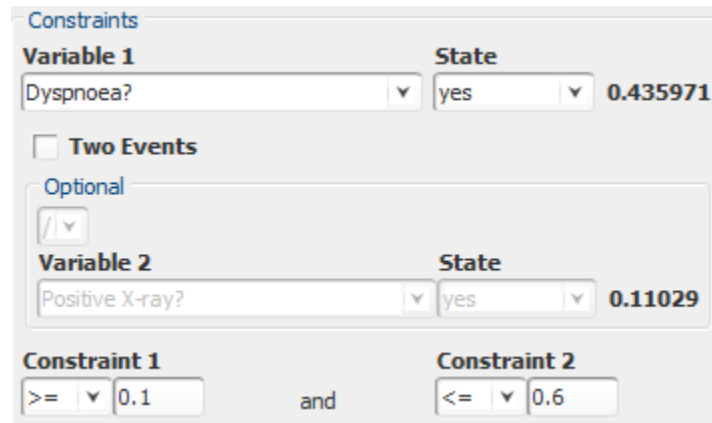 Constraints
Variable 1 State
Dyspnoea? yes 0.435971
Two Events
Optional
/
Variable 2 State
Positive X-ray? yes 0.11029
Constraint 1 Constraint 2
>= 0.1 and <= 0.6